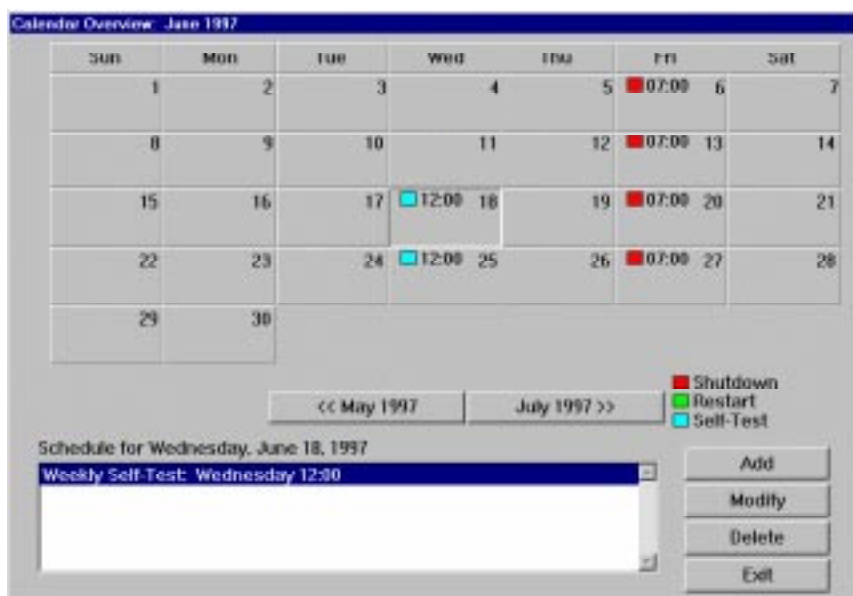 Calendar Overview: June 1997
Sun Mon Tue Wed Thu Fri Sat
1 2 3 4 5 07:00 6 7
8 9 10 11 12 07:00 13 14
15 16 17 12:00 18 19 07:00 20 21
22 23 24 12:00 25 26 07:00 27 28
29 30
Shutdown
<< May 1997 July 1997 >> Restart
Self-Test
Schedule for Wednesday, June 18, 1997
Weekly Self-Test: Wednesday 12:00
Add
Modify
Delete
Exit